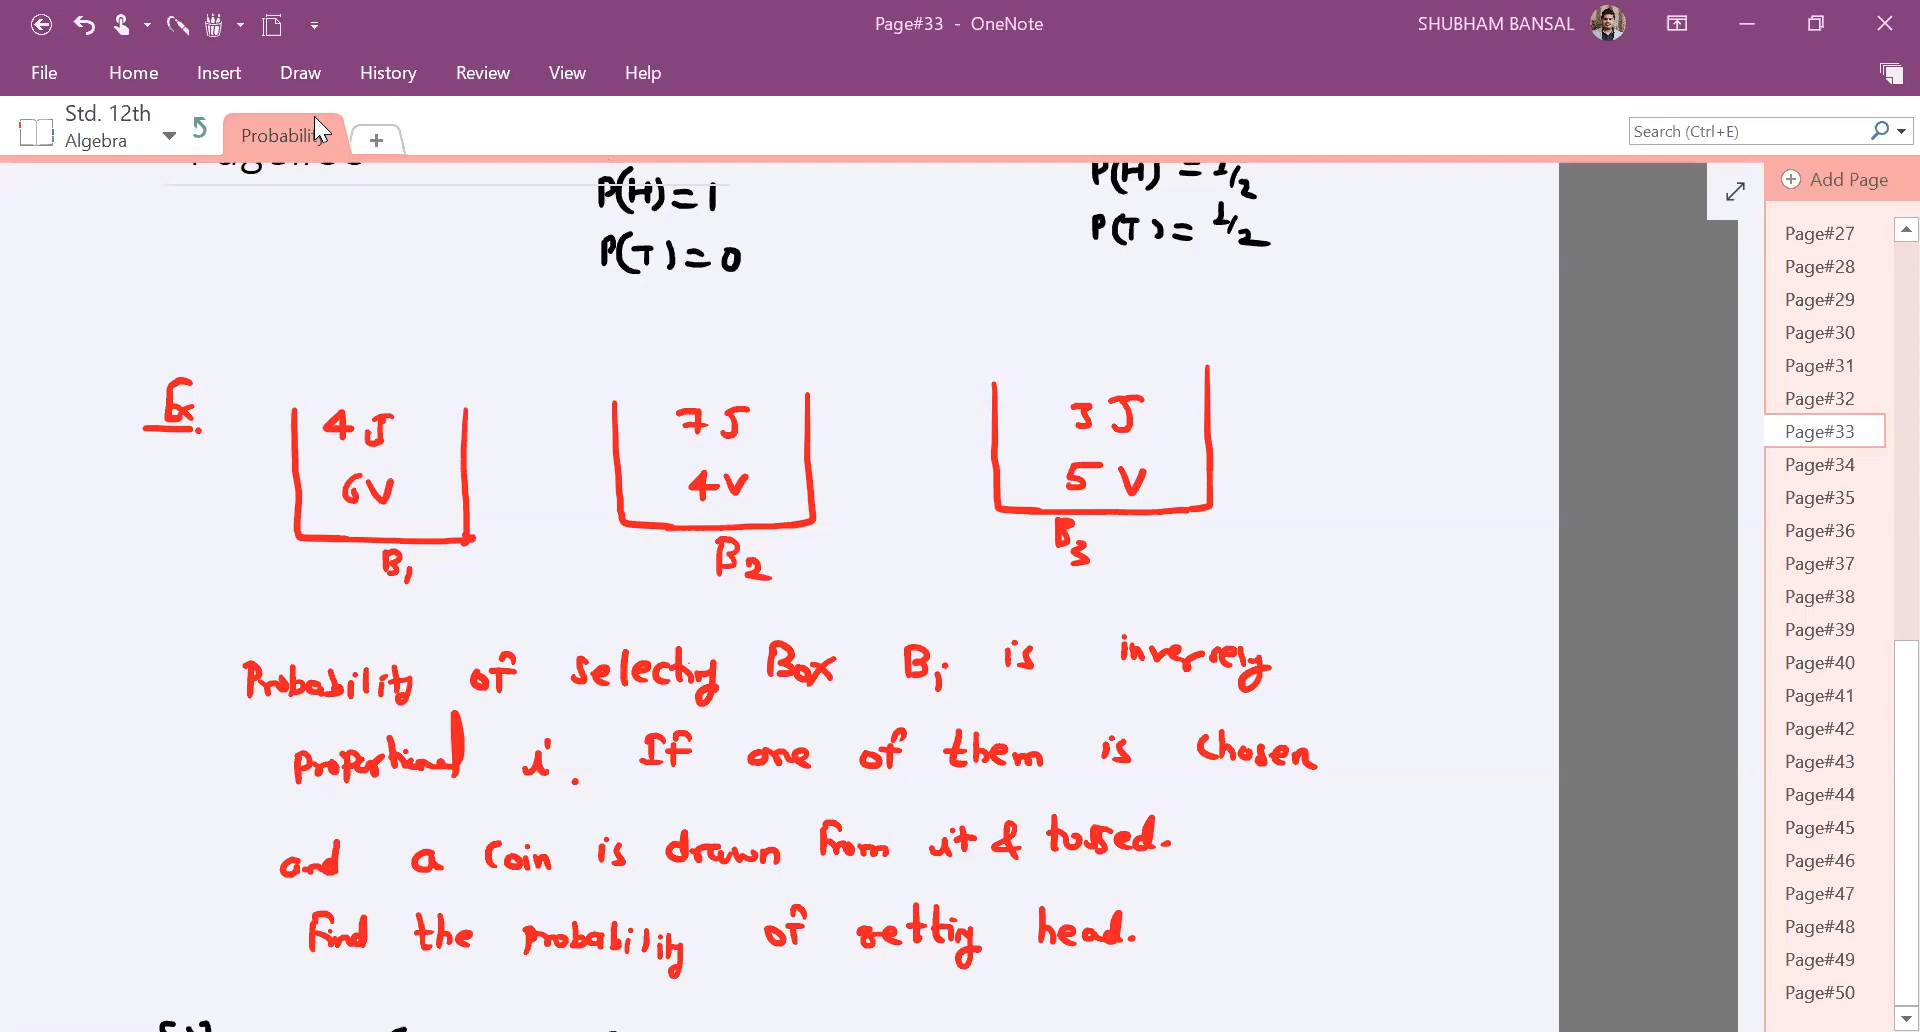 Page#33 - OneNote
SHUBHAM BANSAL
File Home Insert Draw History Review View Help
Std. 12th
Algebra
Probability
+
Search (Ctrl+E)
P(H) = 1
P(T) = 0
P(H) = 1/2
P(T) = 1/2
Ex.
4 J
6V
B1
7 J
4V
B2
3 J
5 V
B3
Probability of selecting Box Bi is inversely
proportional i. If one of them is chosen
and a coin is drawn from it & tossed.
Find the probability of getting head.
Add Page
Page#27
Page#28
Page#29
Page#30
Page#31
Page#32
Page#33
Page#34
Page#35
Page#36
Page#37
Page#38
Page#39
Page#40
Page#41
Page#42
Page#43
Page#44
Page#45
Page#46
Page#47
Page#48
Page#49
Page#50